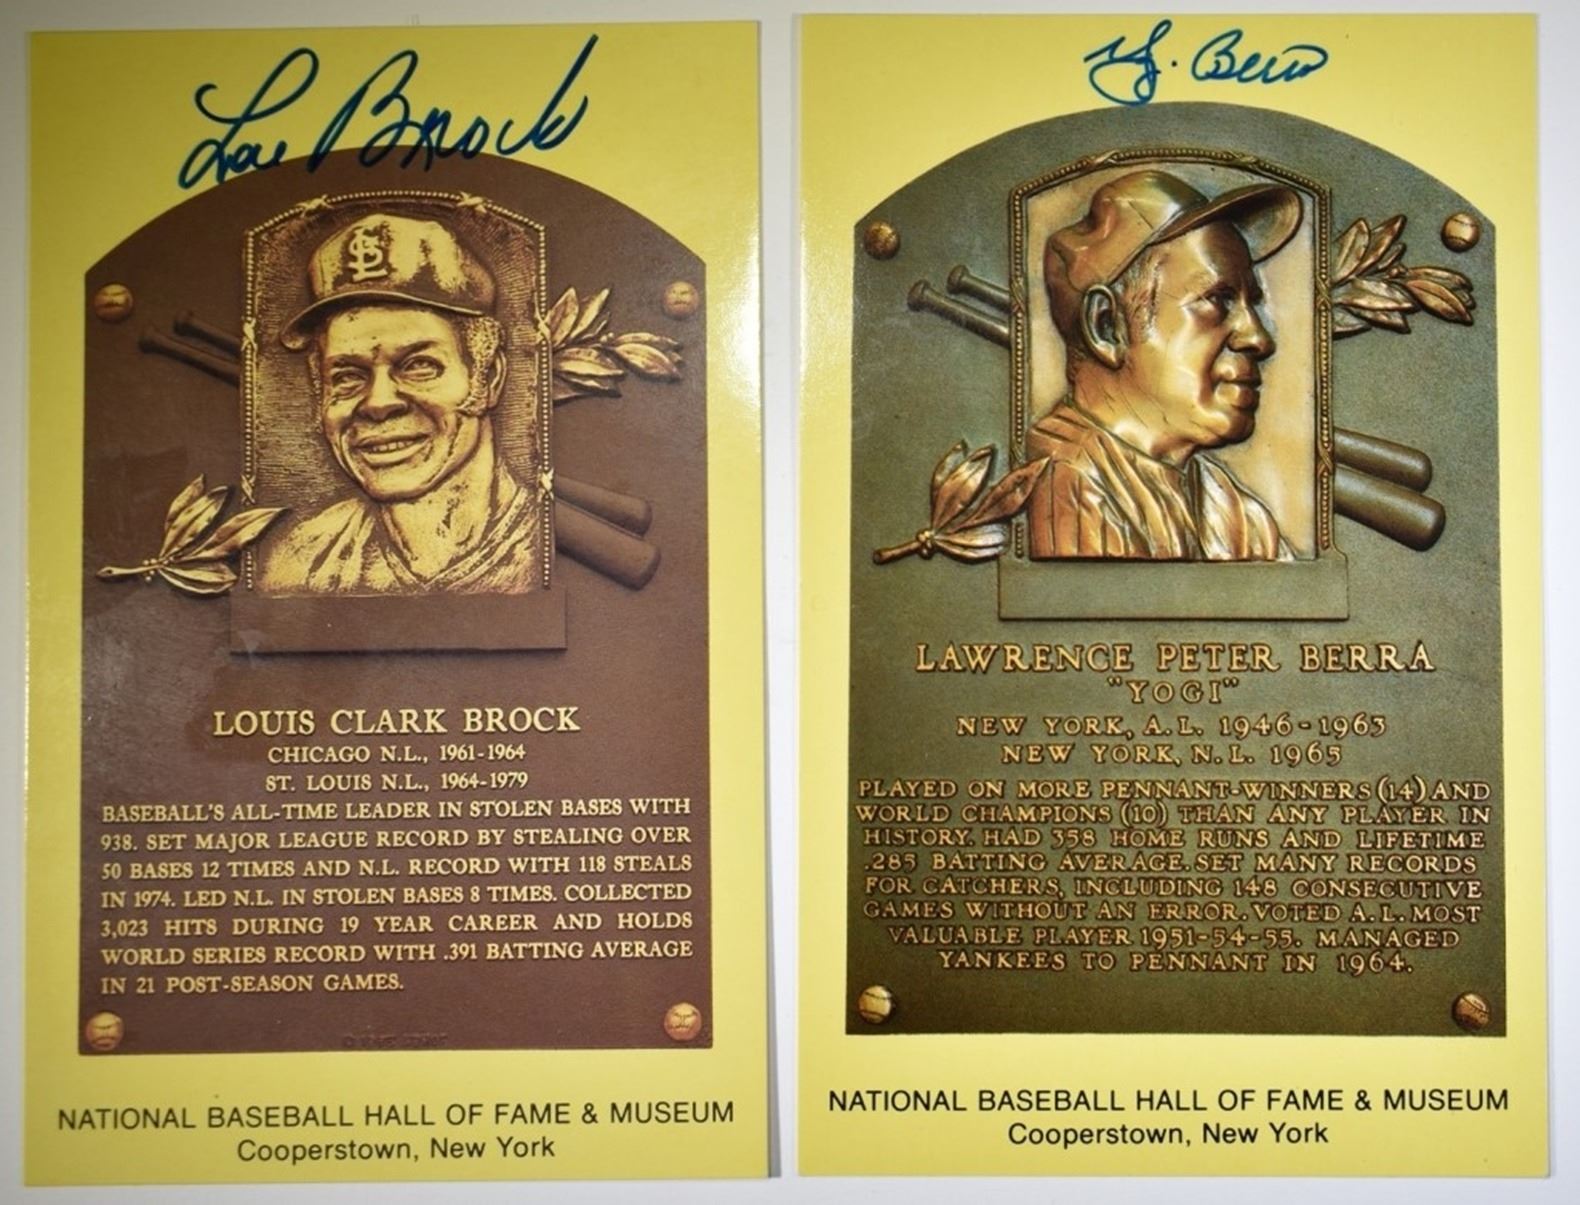 Lou Brock
STL
LOUIS CLARK BROCK
CHICAGO N.L., 1961-1964
ST. LOUIS N.L., 1964-1979
BASEBALL'S ALL-TIME LEADER IN STOLEN BASES WITH
938. SET MAJOR LEAGUE RECORD BY STEALING OVER
50 BASES 12 TIMES AND N.L. RECORD WITH 118 STEALS
IN 1974. LED N.L. IN STOLEN BASES 8 TIMES. COLLECTED
3,023 HITS DURING 19 YEAR CAREER AND HOLDS
WORLD SERIES RECORD WITH .391 BATTING AVERAGE
IN 21 POST-SEASON GAMES.
NATIONAL BASEBALL HALL OF FAME & MUSEUM
Cooperstown, New York
Yogi Berra
LAWRENCE PETER BERRA
"YOGI"
NEW YORK, A.L. 1946-1963
NEW YORK, N.L. 1965
PLAYED ON MORE PENNANT-WINNERS (14) AND
WORLD CHAMPIONS (10) THAN ANY PLAYER IN
HISTORY. HAD 358 HOME RUNS AND LIFETIME
.285 BATTING AVERAGE. SET MANY RECORDS
FOR CATCHERS, INCLUDING 148 CONSECUTIVE
GAMES WITHOUT AN ERROR. VOTED A.L. MOST
VALUABLE PLAYER 1951-54-55. MANAGED
YANKEES TO PENNANT IN 1964.
NATIONAL BASEBALL HALL OF FAME & MUSEUM
Cooperstown, New York